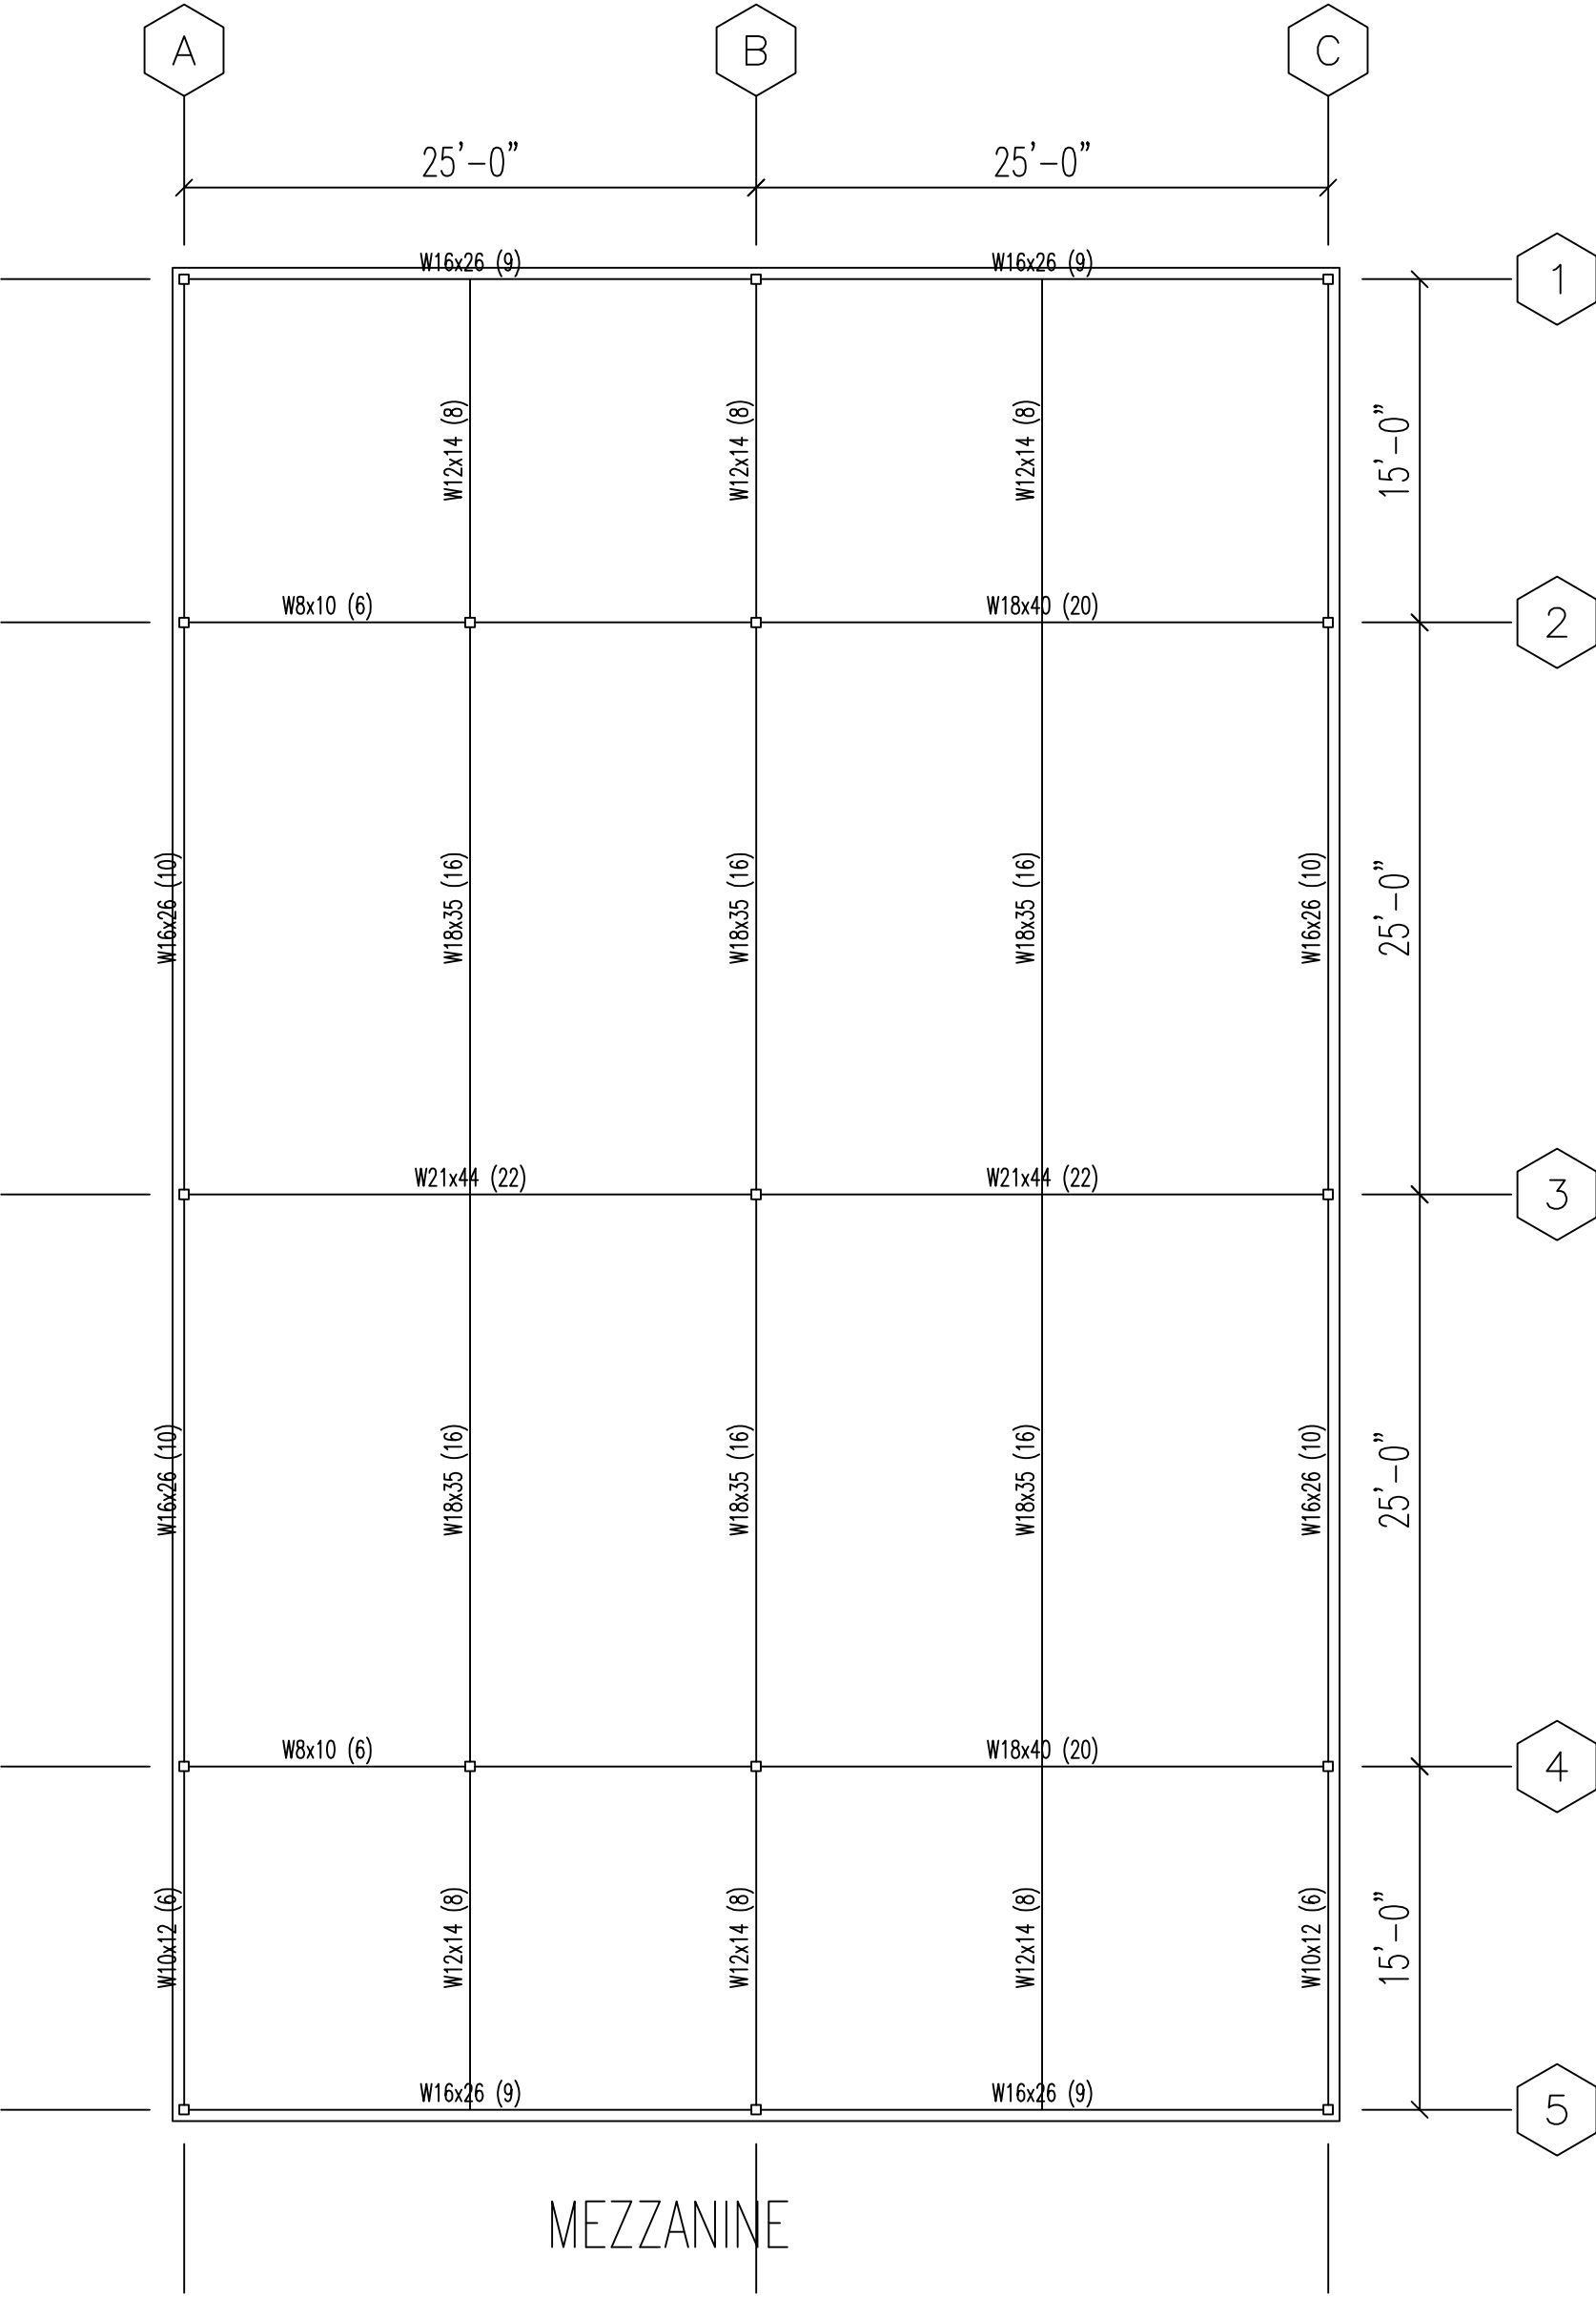 A
B
C
25'-0"
25'-0"
W16x26 (9)
W16x26 (9)
1
W12x14 (8)
W12x14 (8)
W12x14 (8)
15'-0"
W8x10 (6)
W18x40 (20)
2
W16x26 (10)
W18x35 (16)
W18x35 (16)
W18x35 (16)
W16x26 (10)
25'-0"
W21x44 (22)
W21x44 (22)
3
W16x26 (10)
W18x35 (16)
W18x35 (16)
W18x35 (16)
W16x26 (10)
25'-0"
W8x10 (6)
W18x40 (20)
4
W10x12 (6)
W12x14 (8)
W12x14 (8)
W12x14 (8)
W10x12 (6)
15'-0"
W16x26 (9)
W16x26 (9)
5
MEZZANINE